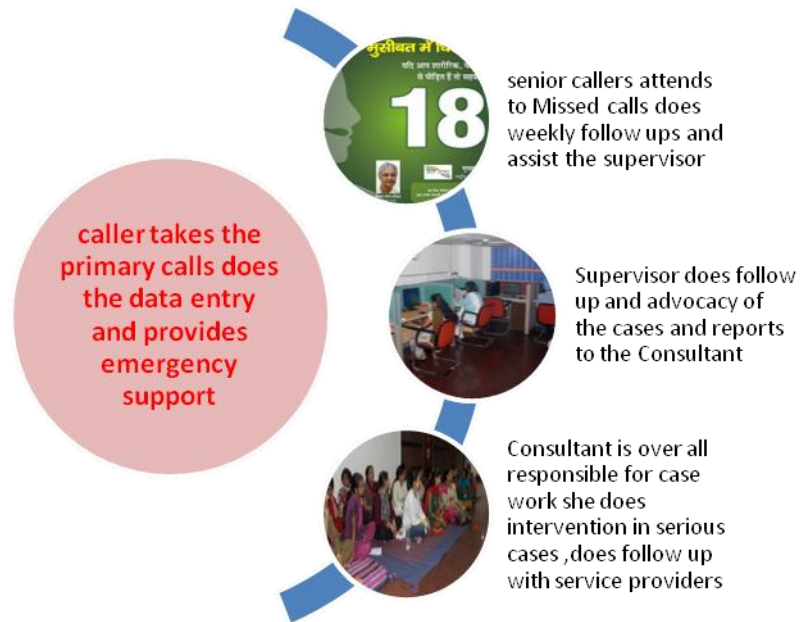 caller takes the
primary calls does
the data entry
and provides
emergency
support
मुसीबत में
यदि आप शारीरिक,
से पीड़ित हैं तो
18
senior callers attends
to Missed calls does
weekly follow ups and
assist the supervisor
Supervisor does follow
up and advocacy of
the cases and reports
to the Consultant
Consultant is over all
responsible for case
work she does
intervention in serious
cases ,does follow up
with service providers